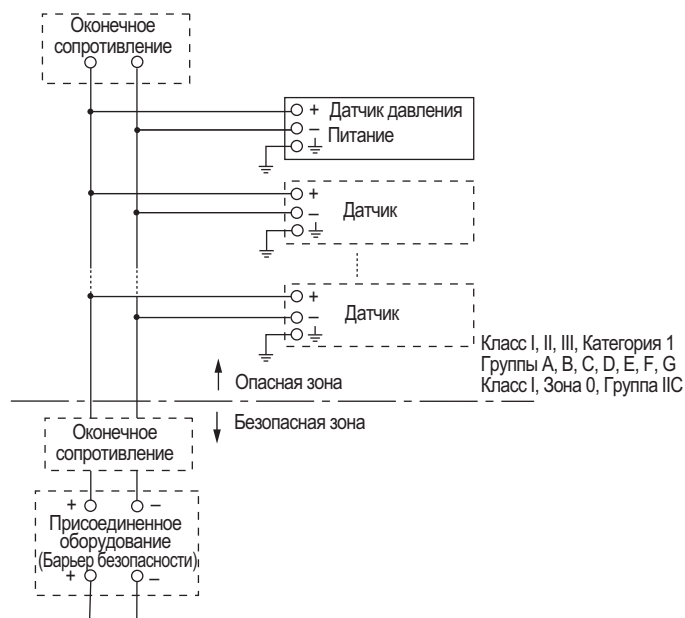 Оконечное
сопротивление
+ Датчик давления
– Питание
+
– Датчик
+
– Датчик
Класс I, II, III, Категория 1
Группы A, B, C, D, E, F, G
Класс I, Зона 0, Группа IIC
Опасная зона
Безопасная зона
Оконечное
сопротивление
+ –
Присоединенное
оборудование
(Барьер безопасности)
+ –